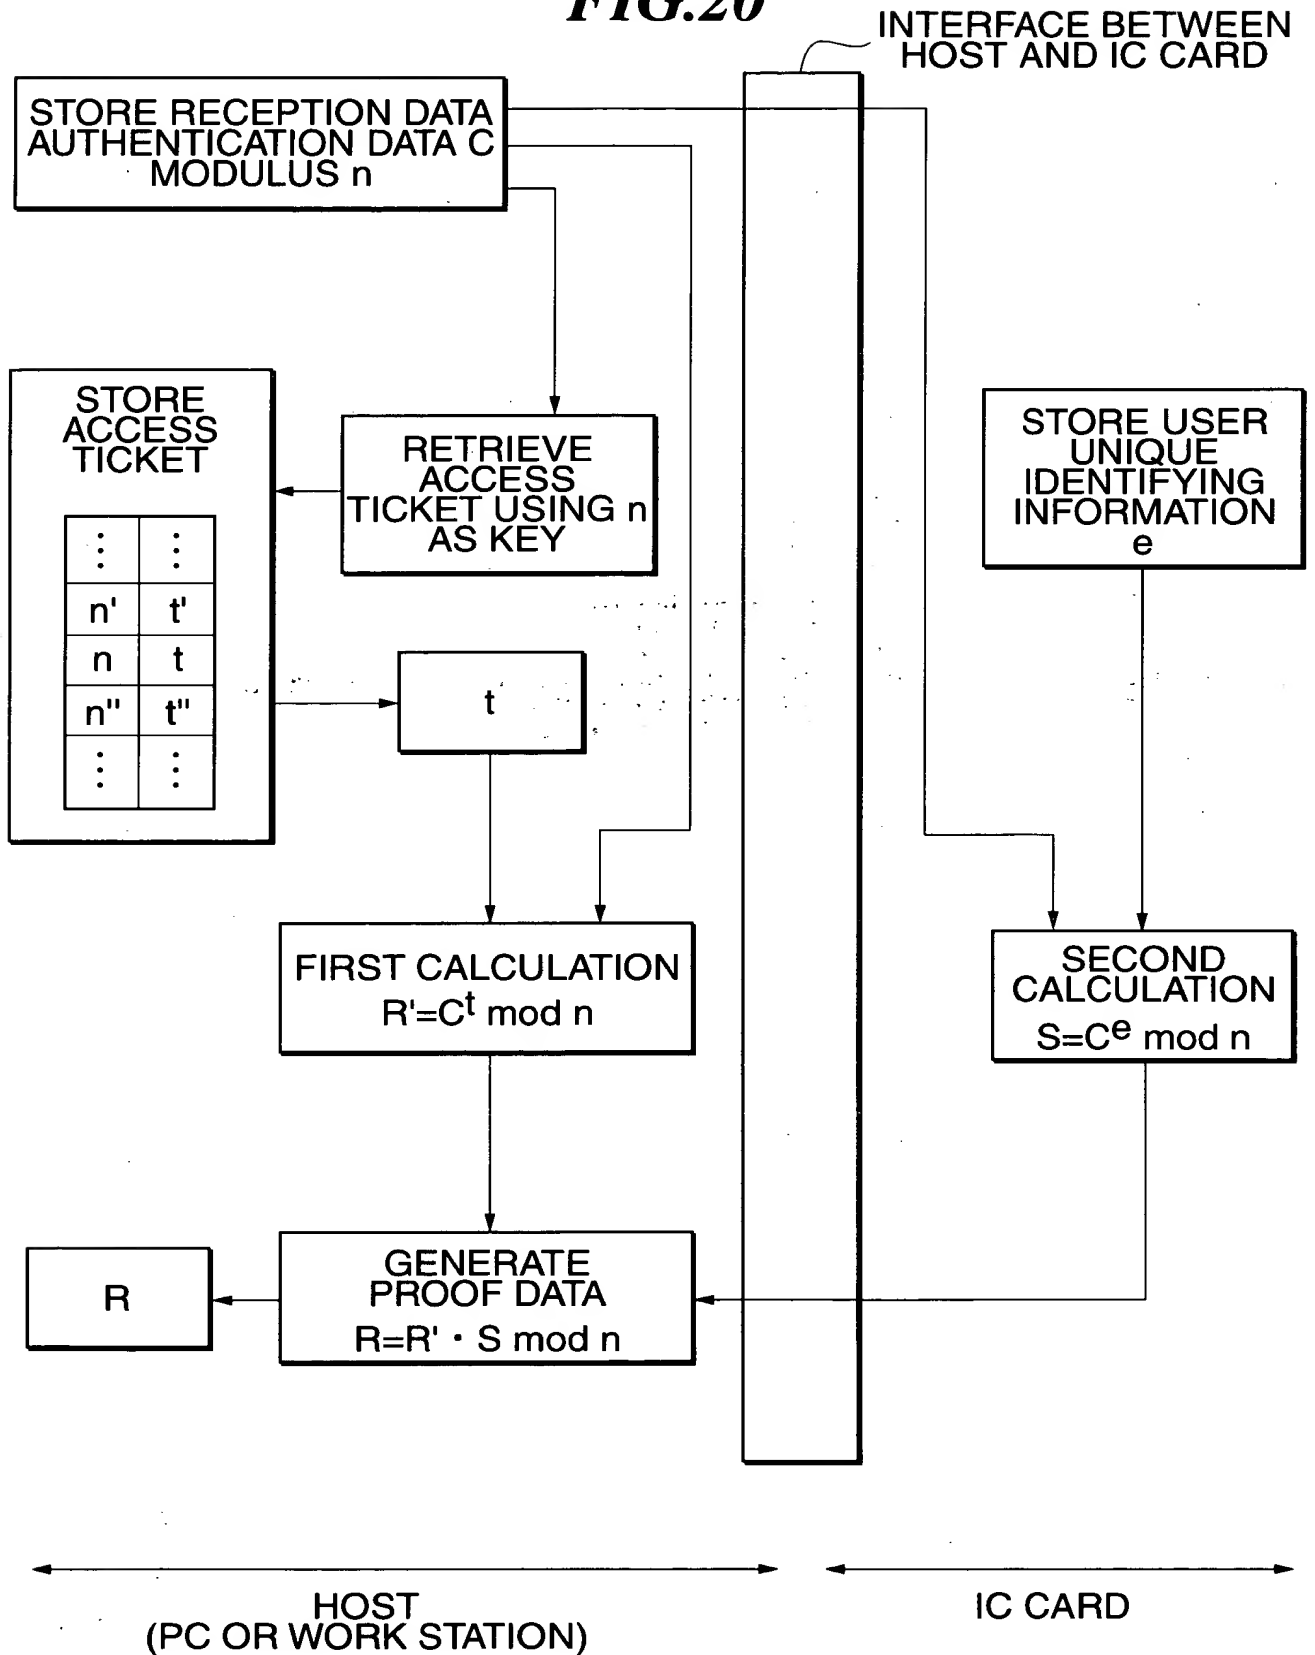 FIG.20
INTERFACE BETWEEN
HOST AND IC CARD
STORE RECEPTION DATA
AUTHENTICATION DATA C
MODULUS n
STORE
ACCESS
TICKET
⋮ ⋮
n' t'
n t
n'' t''
⋮ ⋮
RETRIEVE
ACCESS
TICKET USING n
AS KEY
STORE USER
UNIQUE
IDENTIFYING
INFORMATION
e
t
FIRST CALCULATION
R'=Cᵗ mod n
SECOND
CALCULATION
S=Cᵉ mod n
GENERATE
PROOF DATA
R=R' · S mod n
R
HOST
(PC OR WORK STATION)
IC CARD